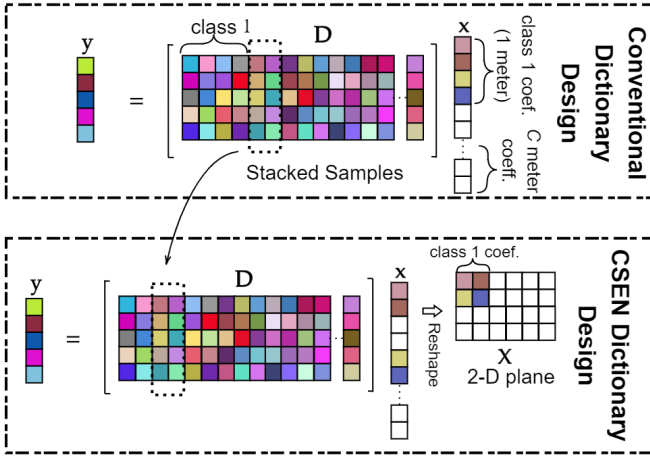 class 1
D
y
=
...
Stacked Samples
x
class 1 coef.
(1 meter)
C meter
coeff.
Conventional
Dictionary
Design
y
=
D
...
x
Reshape
class 1 coef.
X
2-D plane
CSEN Dictionary
Design